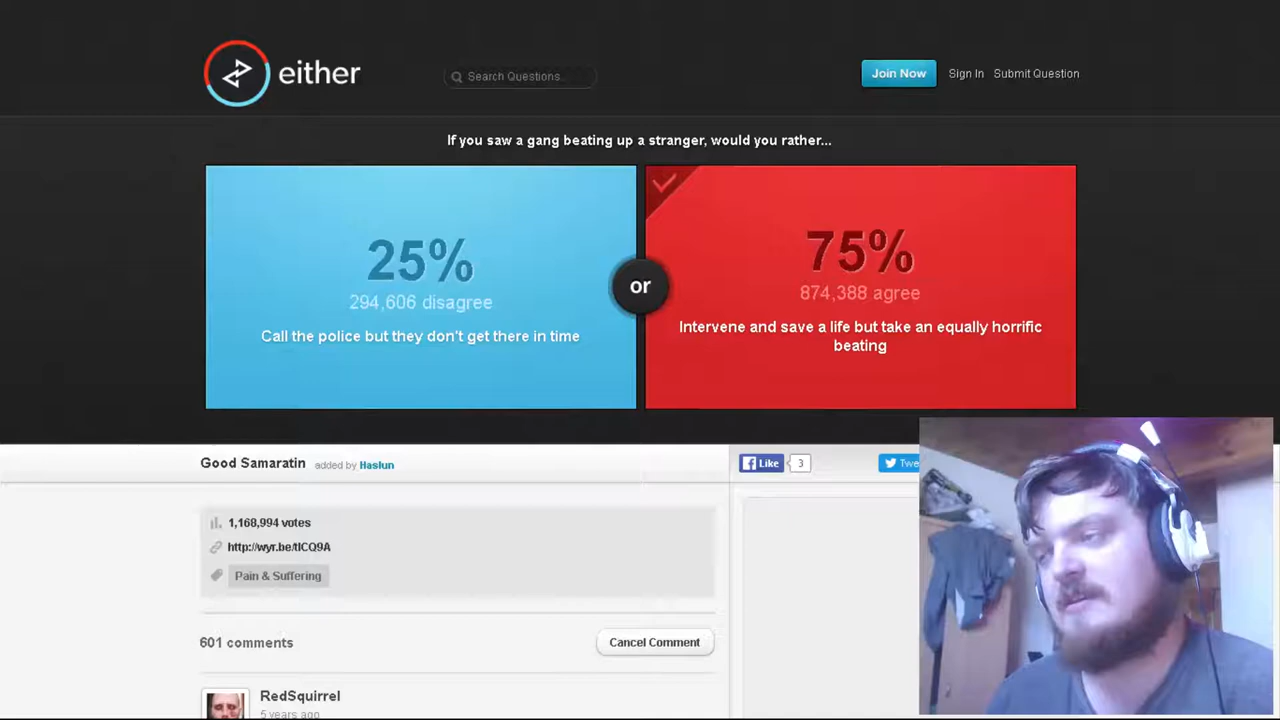 either
Search Questions...
Join Now
Sign In
Submit Question
If you saw a gang beating up a stranger, would you rather...
25%
294,606 disagree
Call the police but they don't get there in time
or
75%
874,388 agree
Intervene and save a life but take an equally horrific
beating
Good Samaratin added by Haslun
Like 3
Twe
1,168,994 votes
http://wyr.be/tICQ9A
Pain & Suffering
601 comments
Cancel Comment
RedSquirrel
5 years ago